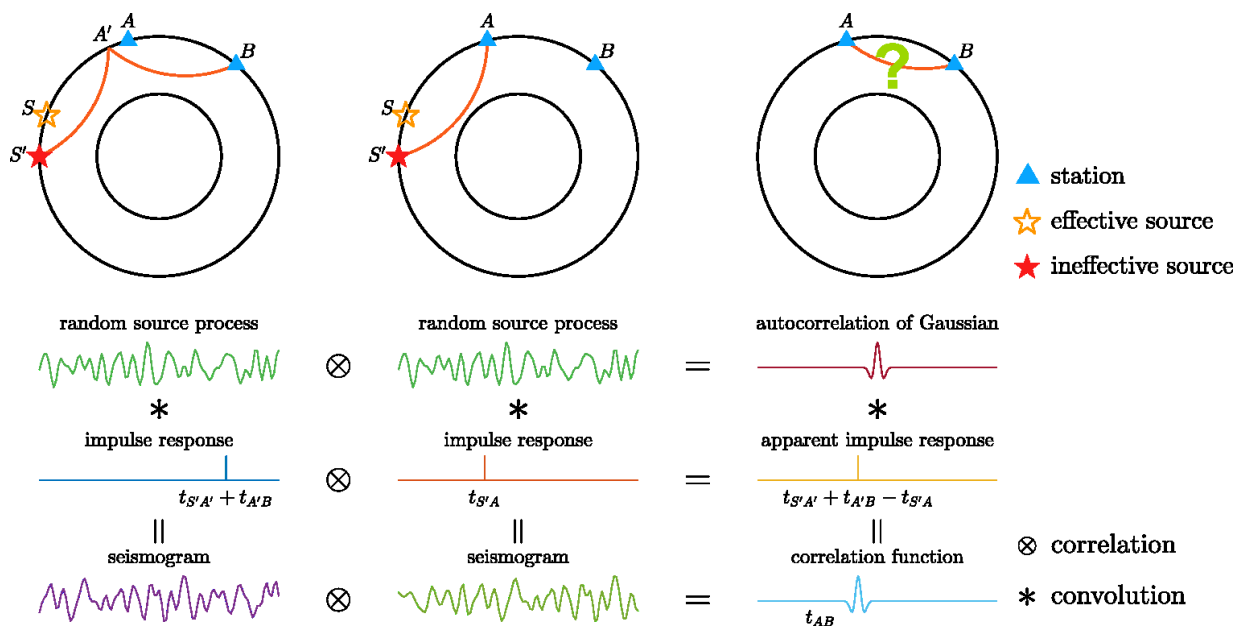 A' A B
S
S'
A B
S
S'
A B
?
station
effective source
ineffective source
random source process random source process autocorrelation of Gaussian
⊗ =
* * *
impulse response impulse response apparent impulse response
⊗ =
t_{S'A'} + t_{A'B} t_{S'A} t_{S'A'} + t_{A'B} − t_{S'A}
|| || ||
seismogram seismogram correlation function
⊗ =
t_{AB}
⊗ correlation
* convolution